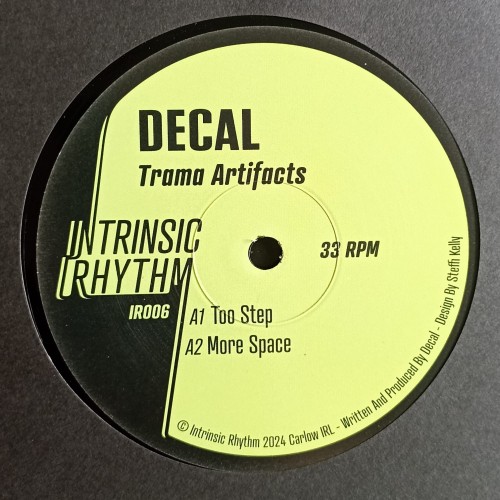 DECAL
Trama Artifacts
INTRINSIC
RHYTHM
33 RPM
IR006
A1 Too Step
A2 More Space
© Intrinsic Rhythm 2024 Carlow IRL - Written And Produced By Decal - Design By Steffi Kelly